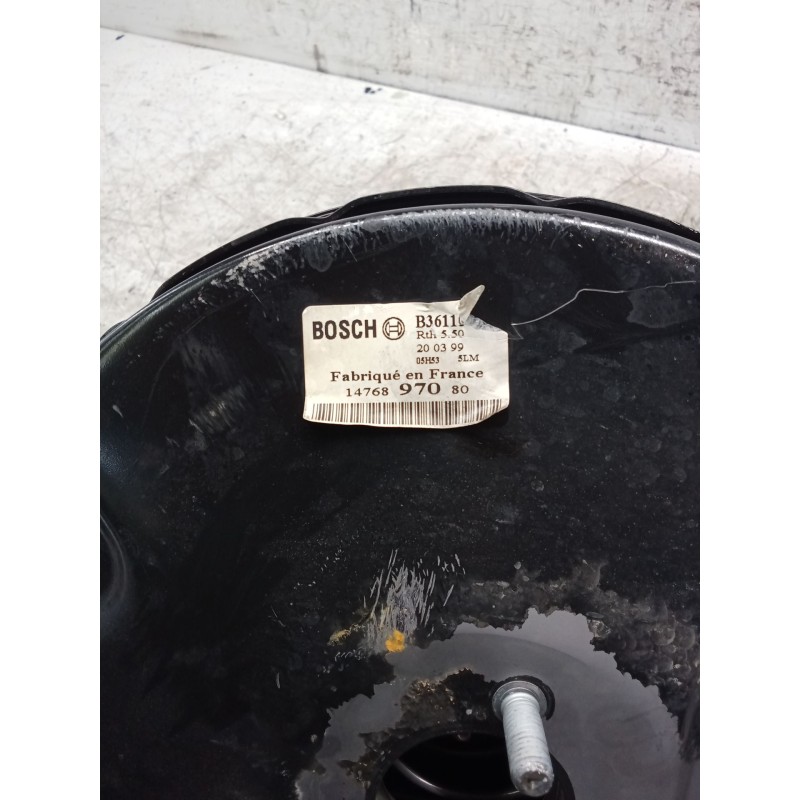 BOSCH B3611
Rth 5.50
20 03 99
05H53 5LM
Fabriqué en France
14768 970 80